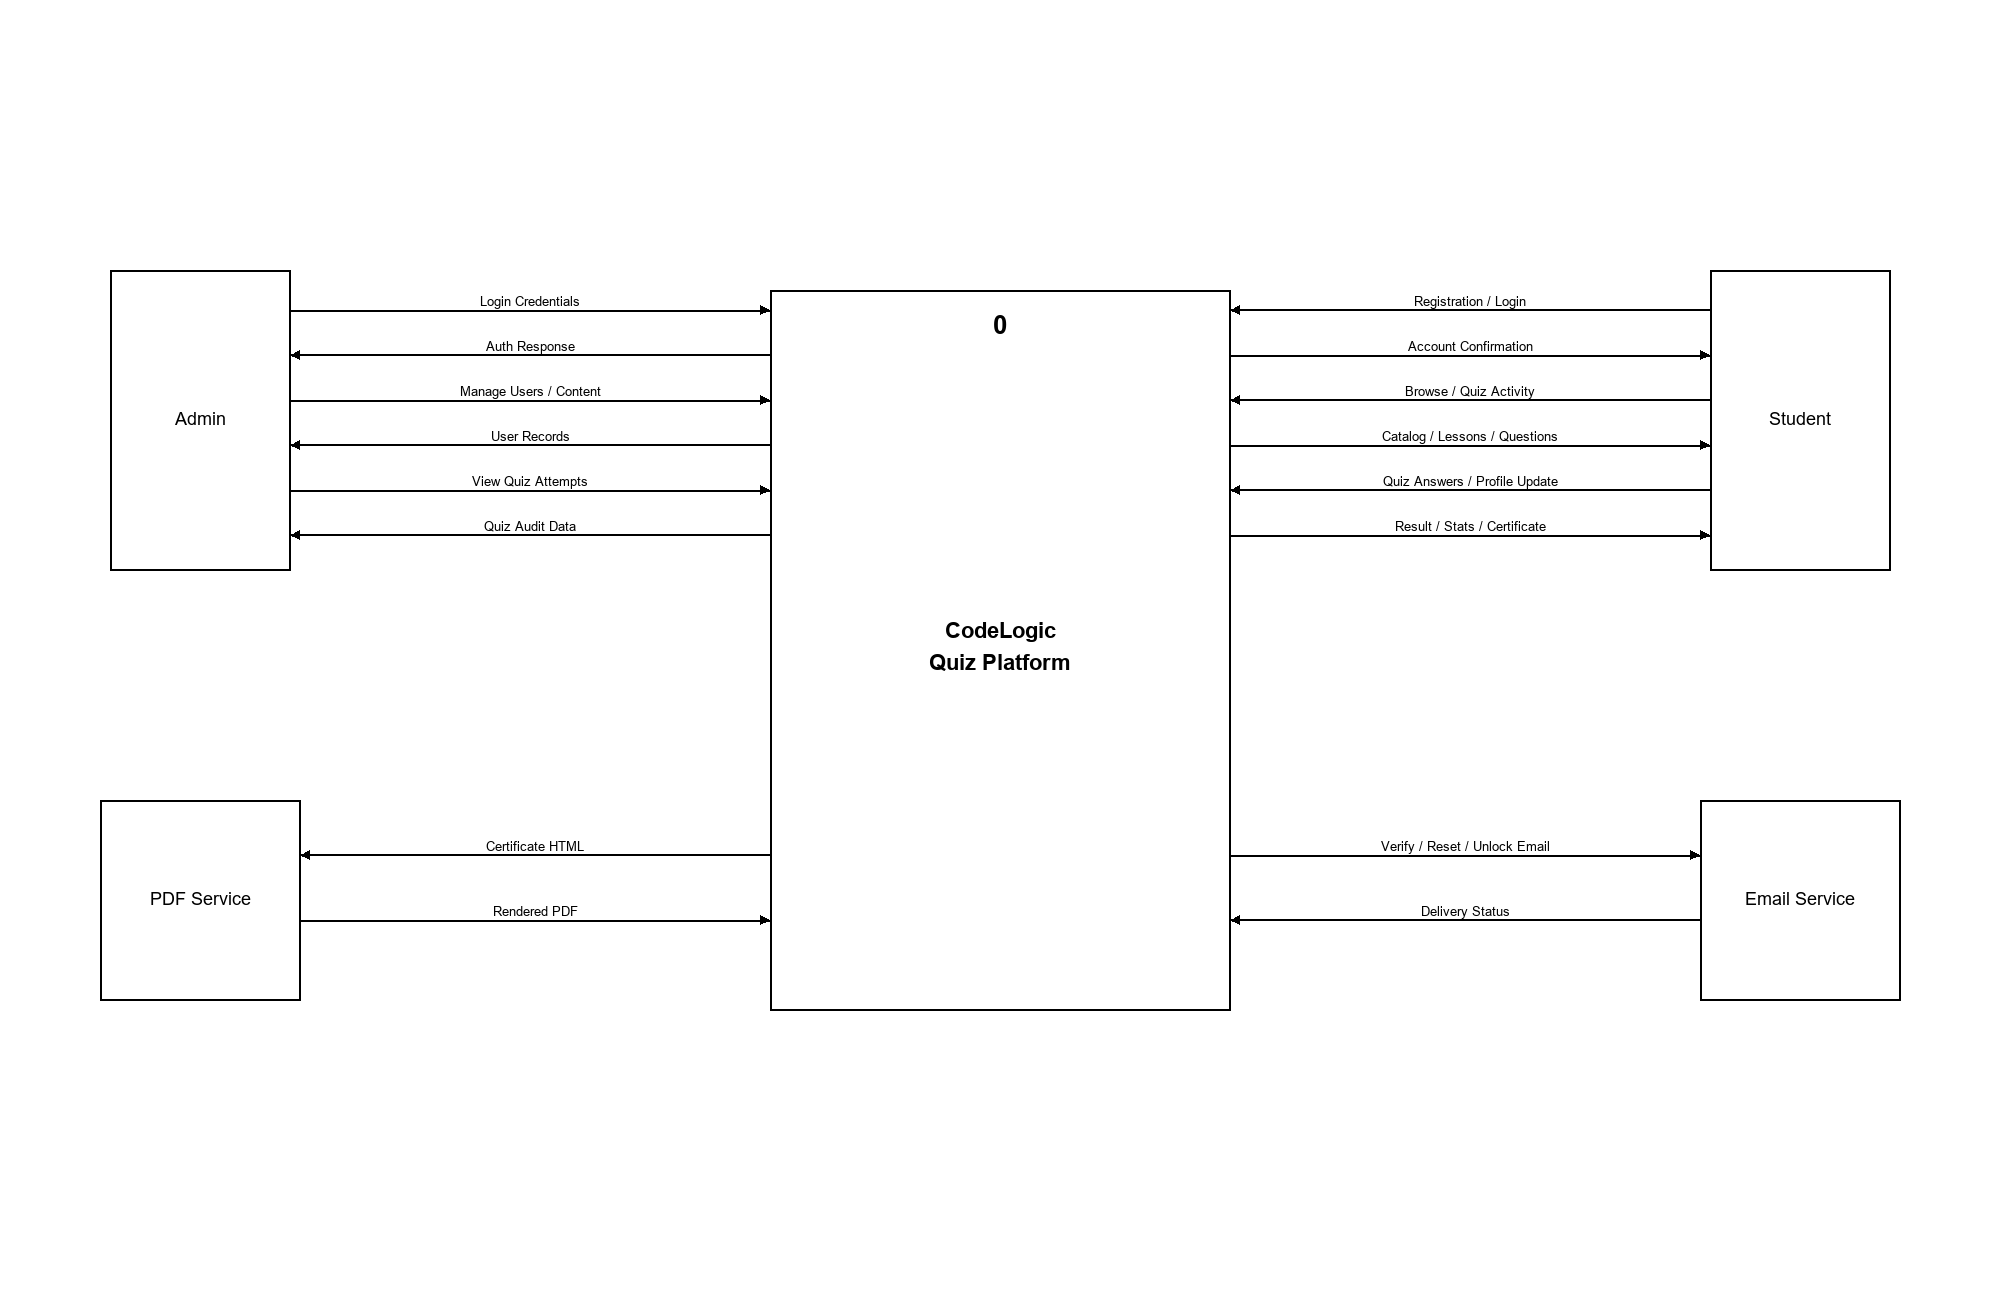 Admin
Login Credentials
Auth Response
Manage Users / Content
User Records
View Quiz Attempts
Quiz Audit Data
0
CodeLogic
Quiz Platform
Registration / Login
Account Confirmation
Browse / Quiz Activity
Catalog / Lessons / Questions
Quiz Answers / Profile Update
Result / Stats / Certificate
Student
PDF Service
Certificate HTML
Rendered PDF
Verify / Reset / Unlock Email
Delivery Status
Email Service